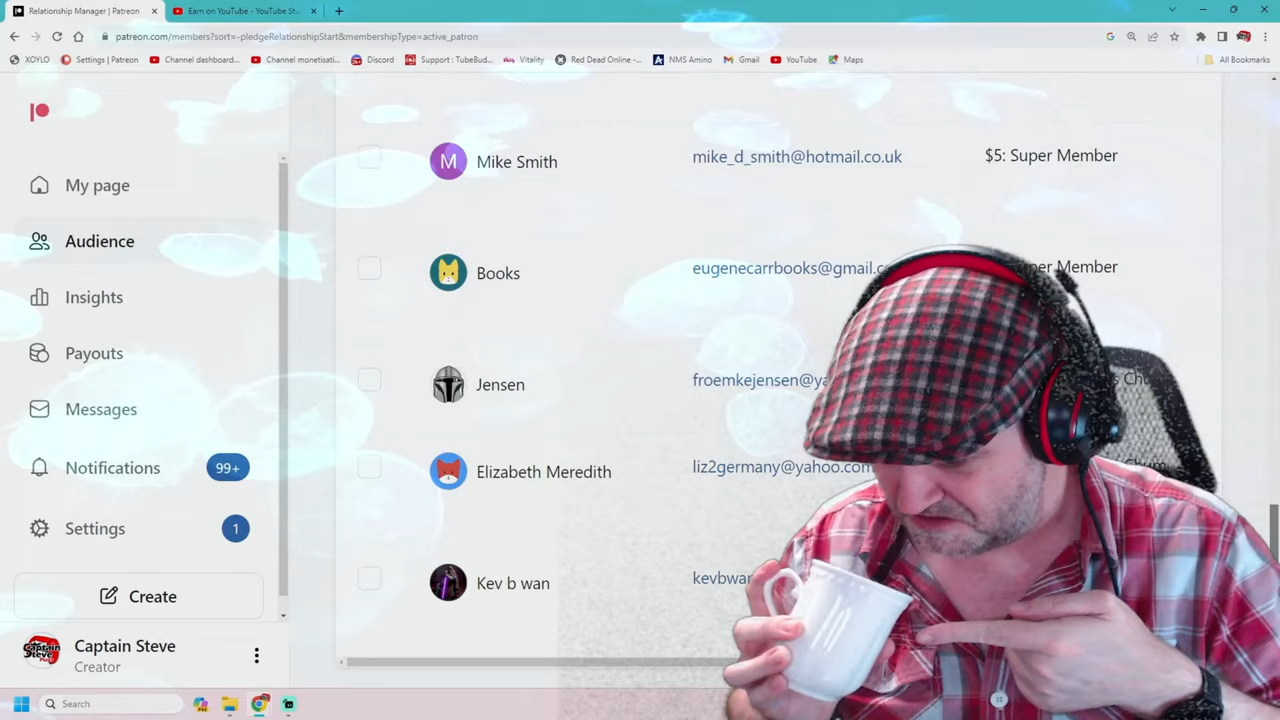 Relationship Manager | Patreon
Earn on YouTube - YouTube Stu
patreon.com/members?sort=-pledgeRelationshipStart&membershipType=active_patron
XOYLO
Settings | Patreon
Channel dashboard...
Channel monetisati...
Discord
Support : TubeBud...
Vitality
Red Dead Online -...
NMS Amino
Gmail
YouTube
Maps
All Bookmarks
My page
Audience
Insights
Payouts
Messages
Notifications 99+
Settings 1
Create
Captain Steve
Creator
M Mike Smith mike_d_smith@hotmail.co.uk $5: Super Member
Books eugenecarrbooks@gmail.c Member
Jensen froemkejensen@ya
Elizabeth Meredith liz2germany@yahoo.com Chum
Kev b wan kevbwan
Search